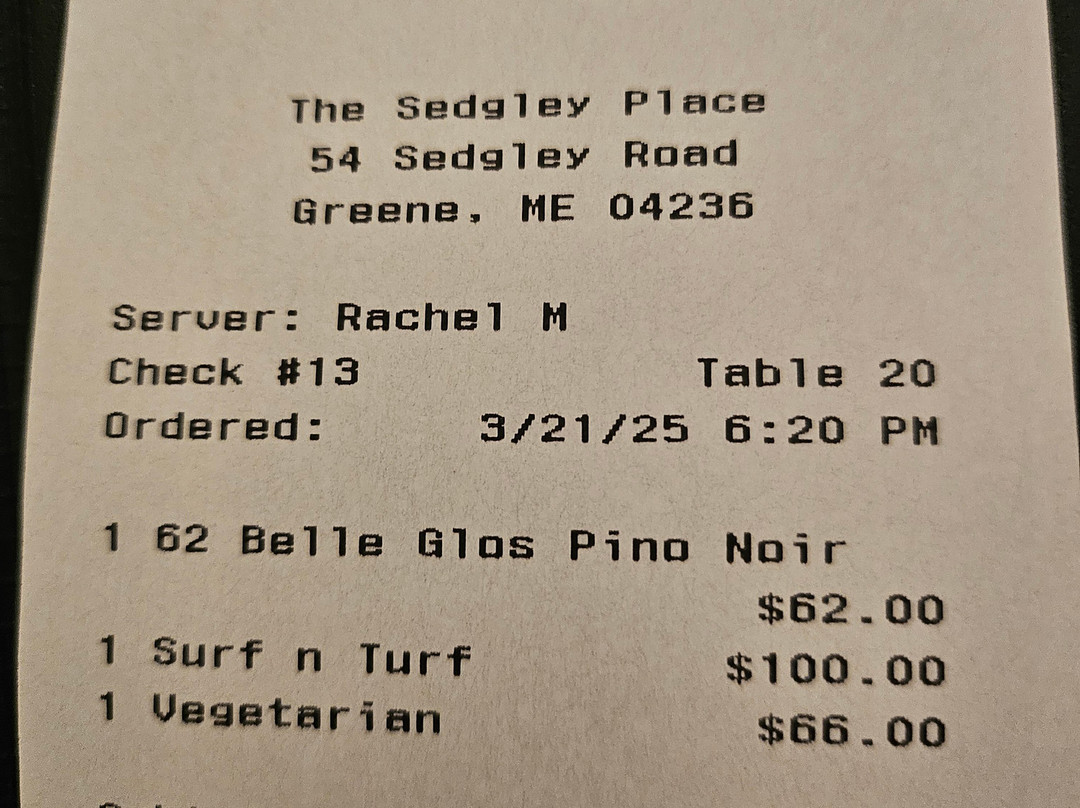 The Sedgley Place
54 Sedgley Road
Greene, ME 04236
Server: Rachel M
Check #13 Table 20
Ordered: 3/21/25 6:20 PM
1 62 Belle Glos Pino Noir
$62.00
1 Surf n Turf $100.00
1 Vegetarian $66.00